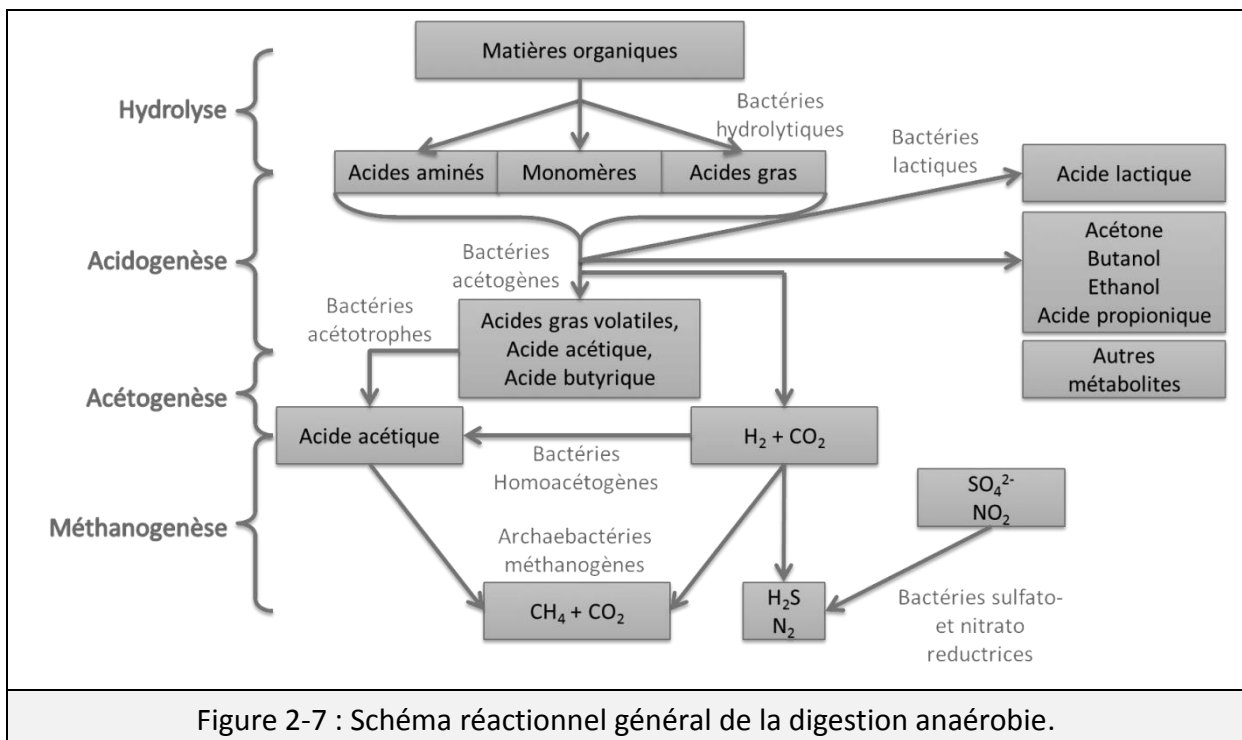 Matières organiques
Hydrolyse
Bactéries
hydrolytiques
Bactéries
lactiques
Acides aminés
Monomères
Acides gras
Acide lactique
Acidogenèse
Bactéries
acétogènes
Acétone
Butanol
Ethanol
Acide propionique
Bactéries
acétotrophes
Acides gras volatiles,
Acide acétique,
Acide butyrique
Autres
métabolites
Acétogenèse
Acide acétique
H₂ + CO₂
Bactéries
Homoacétogènes
SO₄²⁻
NO₂
Méthanogenèse
Archaebactéries
méthanogènes
CH₄ + CO₂
H₂S
N₂
Bactéries sulfato-
et nitrato
reductrices
Figure 2-7 : Schéma réactionnel général de la digestion anaérobie.